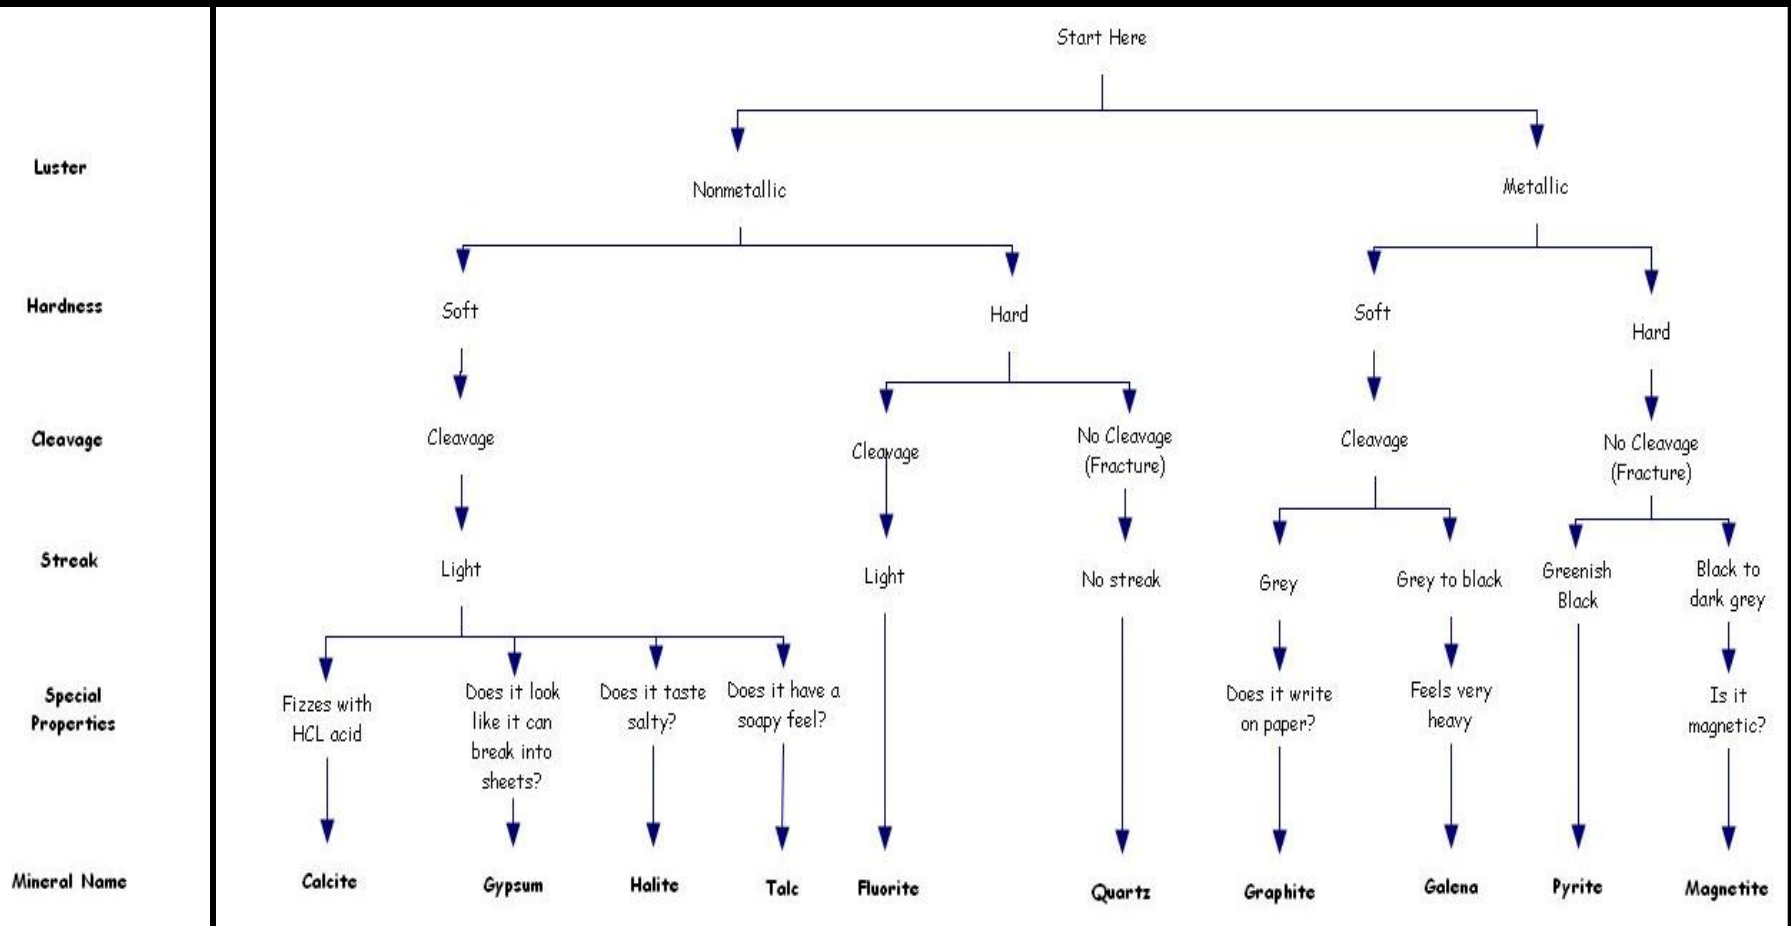 Start Here
Luster
Nonmetallic
Metallic
Hardness
Soft
Hard
Soft
Hard
Cleavage
Cleavage
Cleavage
No Cleavage
(Fracture)
Cleavage
No Cleavage
(Fracture)
Streak
Light
Light
No streak
Grey
Grey to black
Greenish
Black
Black to
dark grey
Special
Properties
Fizzes with
HCL acid
Does it look
like it can
break into
sheets?
Does it taste
salty?
Does it have a
soapy feel?
Does it write
on paper?
Feels very
heavy
Is it
magnetic?
Mineral Name
Calcite
Gypsum
Halite
Talc
Fluorite
Quartz
Graphite
Galena
Pyrite
Magnetite